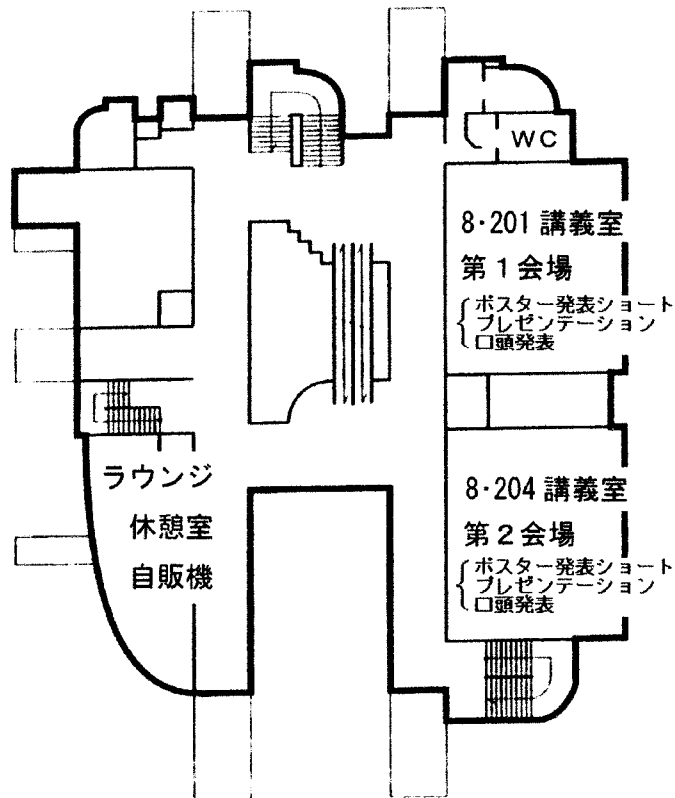 WC
8・201 講義室
第1会場
ポスター発表ショート
プレゼンテーション
口頭発表
ラウンジ
休憩室
自販機
8・204 講義室
第2会場
ポスター発表ショート
プレゼンテーション
口頭発表